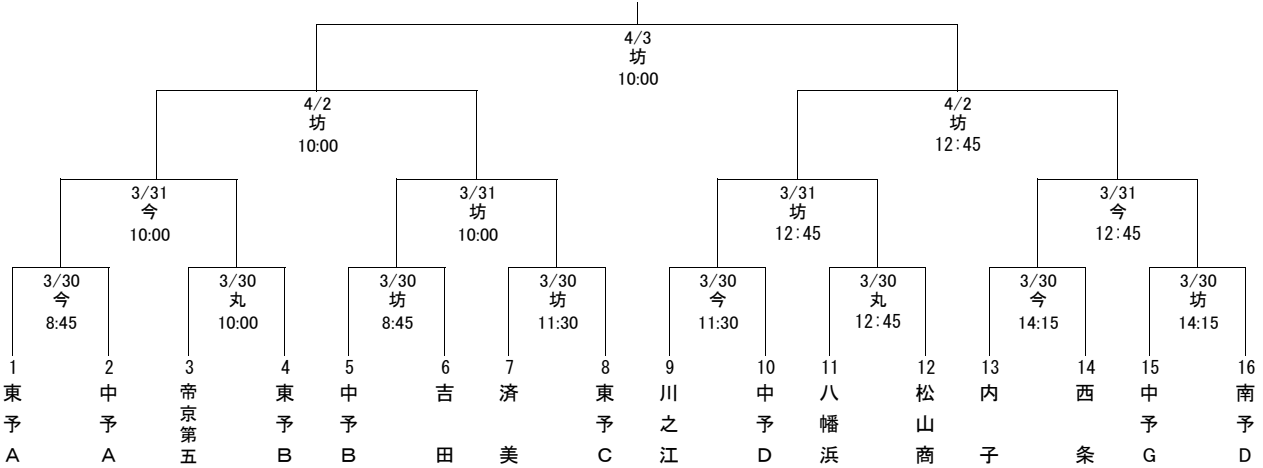 4/3
坊
10:00
4/2
坊
10:00
4/2
坊
12:45
3/31
今
10:00
3/31
坊
10:00
3/31
坊
12:45
3/31
今
12:45
3/30
今
8:45
3/30
丸
10:00
3/30
坊
8:45
3/30
坊
11:30
3/30
今
11:30
3/30
丸
12:45
3/30
今
14:15
3/30
坊
14:15
1
東予A
2
中予A
3
帝京第五
4
東予B
5
中予B
6
吉田
7
済美
8
東予C
9
川之江
10
中予D
11
八幡浜
12
松山商
13
内子
14
西条
15
中予G
16
南予D